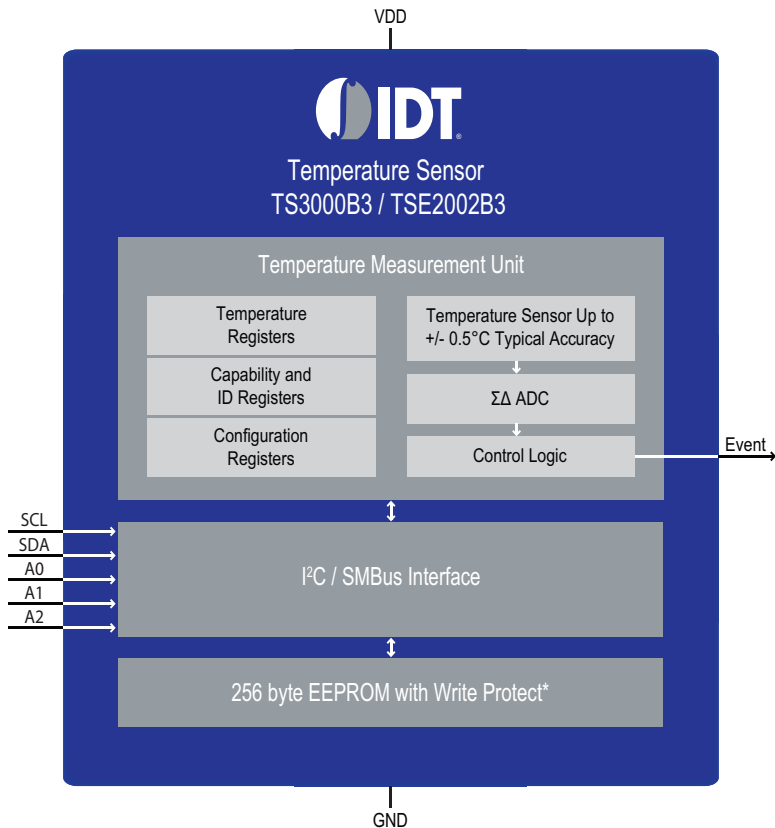 VDD
IDT
Temperature Sensor
TS3000B3 / TSE2002B3
Temperature Measurement Unit
Temperature
Registers
Capability and
ID Registers
Configuration
Registers
Temperature Sensor Up to
+/- 0.5°C Typical Accuracy
ΣΔ ADC
Control Logic
Event
SCL
SDA
A0
A1
A2
I²C / SMBus Interface
256 byte EEPROM with Write Protect*
GND